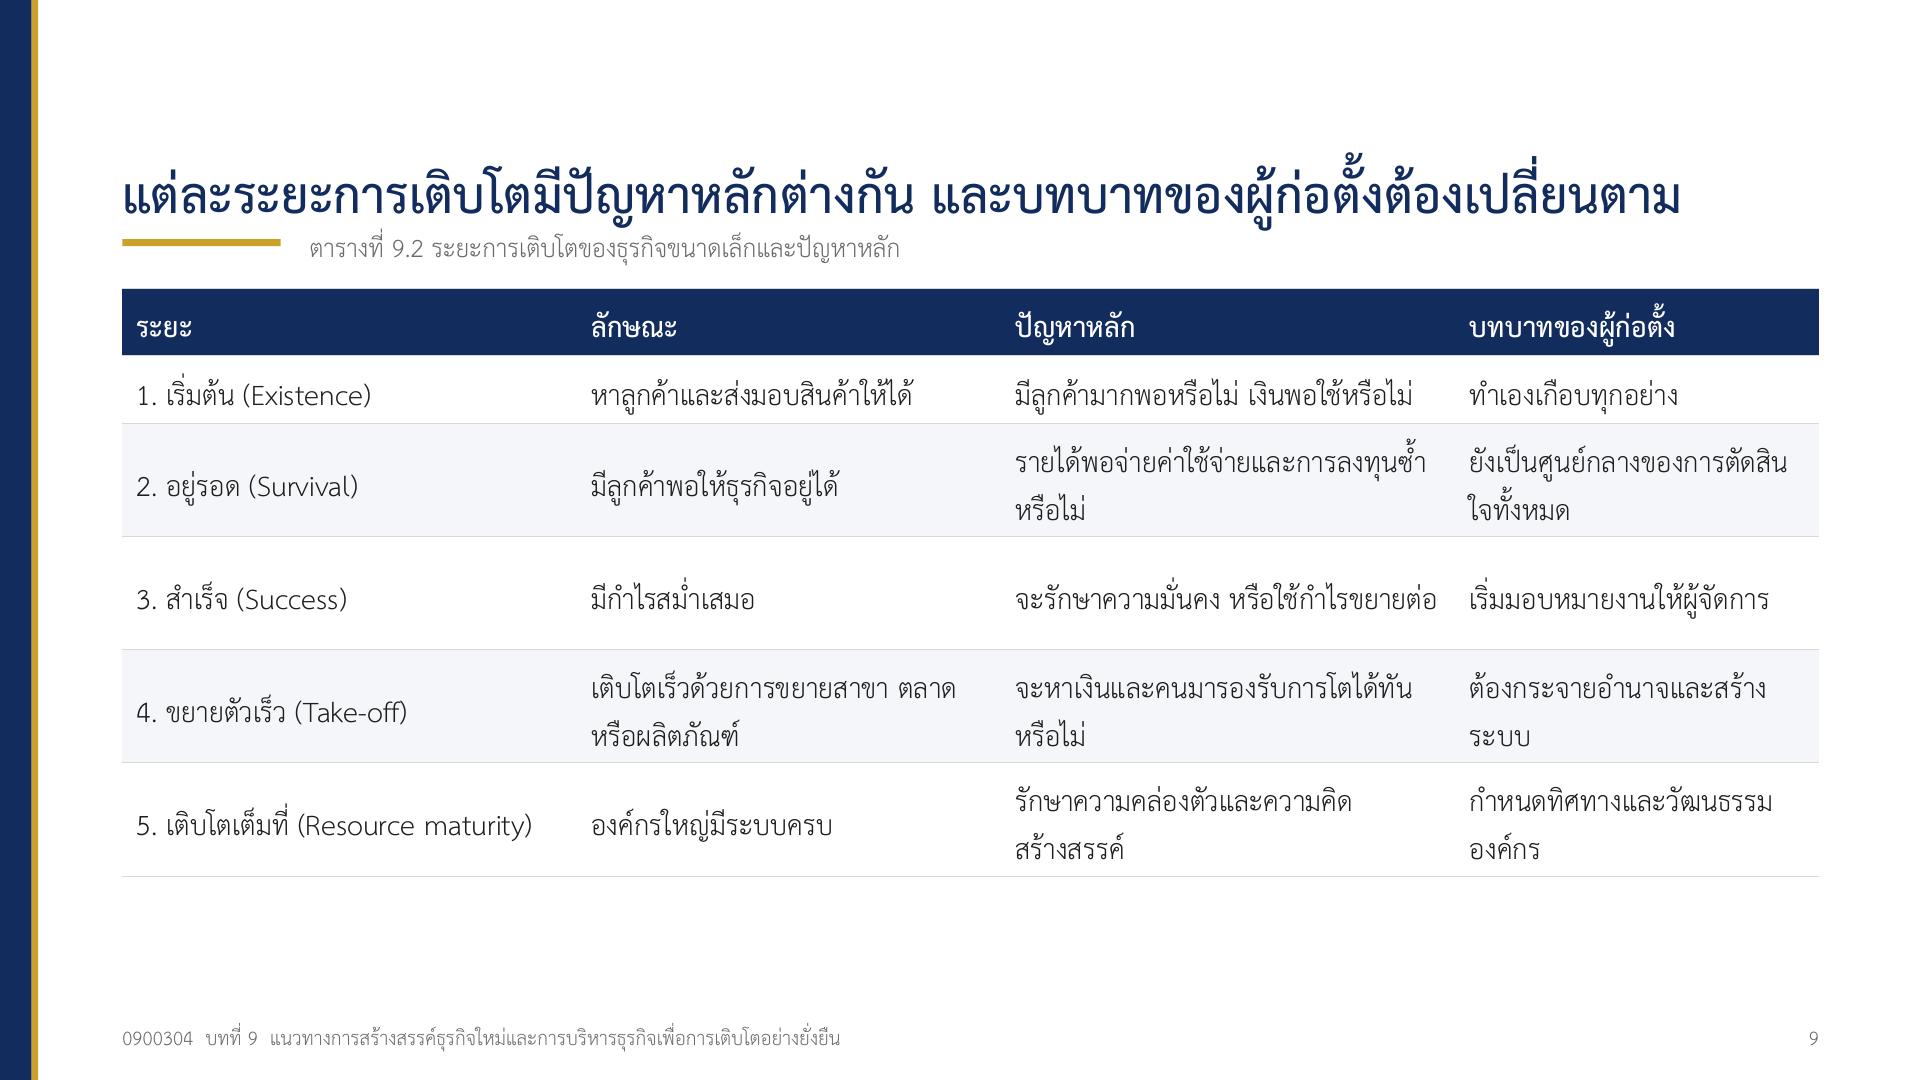 แต่ละระยะการเติบโตมีปัญหาหลักต่างกัน และบทบาทของผู้ก่อตั้งต้องเปลี่ยนตาม
ตารางที่ 9.2 ระยะการเติบโตของธุรกิจขนาดเล็กและปัญหาหลัก
ระยะ ลักษณะ ปัญหาหลัก บทบาทของผู้ก่อตั้ง
1. เริ่มต้น (Existence) หาลูกค้าและส่งมอบสินค้าให้ได้ มีลูกค้ามากพอหรือไม่ เงินพอใช้หรือไม่ ทำเองเกือบทุกอย่าง
2. อยู่รอด (Survival) มีลูกค้าพอให้ธุรกิจอยู่ได้ รายได้พอจ่ายค่าใช้จ่ายและการลงทุนซ้ำ ยังเป็นศูนย์กลางของการตัดสิน
หรือไม่ ใจทั้งหมด
3. สำเร็จ (Success) มีกำไรสม่ำเสมอ จะรักษาความมั่นคง หรือใช้กำไรขยายต่อ เริ่มมอบหมายงานให้ผู้จัดการ
4. ขยายตัวเร็ว (Take-off) เติบโตเร็วด้วยการขยายสาขา ตลาด จะหาเงินและคนมารองรับการโตได้ทัน ต้องกระจายอำนาจและสร้าง
หรือผลิตภัณฑ์ หรือไม่ ระบบ
5. เติบโตเต็มที่ (Resource maturity) องค์กรใหญ่มีระบบครบ รักษาความคล่องตัวและความคิด กำหนดทิศทางและวัฒนธรรม
สร้างสรรค์ องค์กร
0900304 บทที่ 9 แนวทางการสร้างสรรค์ธุรกิจใหม่และการบริหารธุรกิจเพื่อการเติบโตอย่างยั่งยืน 9